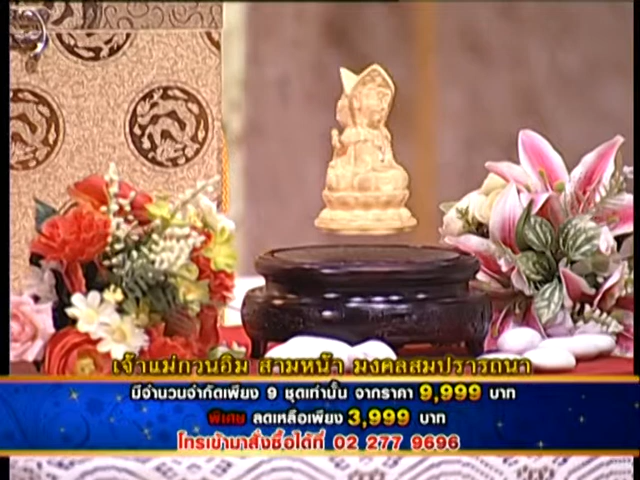 เจ้าแม่กวนอิม สามหน้า มงคลสมปรารถนา
มีจำนวนจำกัดเพียง 9 ชุดเท่านั้น จากราคา 9,999 บาท
พิเศษ ลดเหลือเพียง 3,999 บาท
โทรเข้ามาสั่งซื้อได้ที่ 02 277 9696